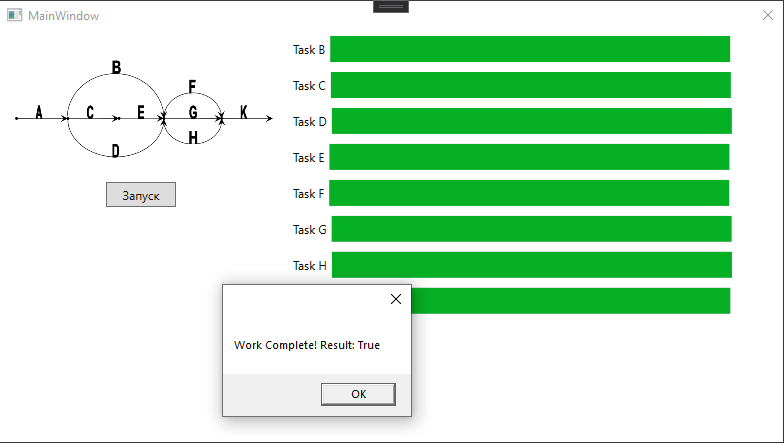 MainWindow
B
F
A C E G K
D H
Запуск
Task B
Task C
Task D
Task E
Task F
Task G
Task H
Work Complete! Result: True
OK